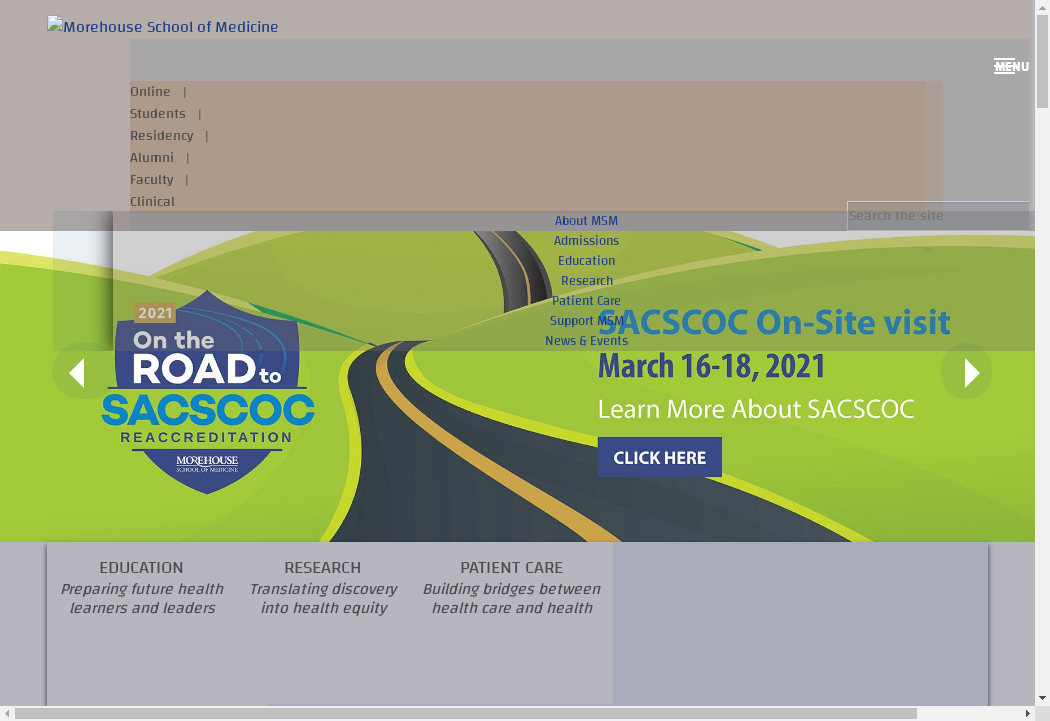 Morehouse School of Medicine
MENU
Online |
Students |
Residency |
Alumni |
Faculty |
Clinical
Search the site
About MSM
Admissions
Education
Research
Patient Care
Support MSM
News & Events
2021
On the
ROAD to
SACSCOC
REACCREDITATION
MOREHOUSE
SCHOOL OF MEDICINE
SACSCOC On-Site visit
March 16-18, 2021
Learn More About SACSCOC
CLICK HERE
EDUCATION
Preparing future health
learners and leaders
RESEARCH
Translating discovery
into health equity
PATIENT CARE
Building bridges between
health care and health